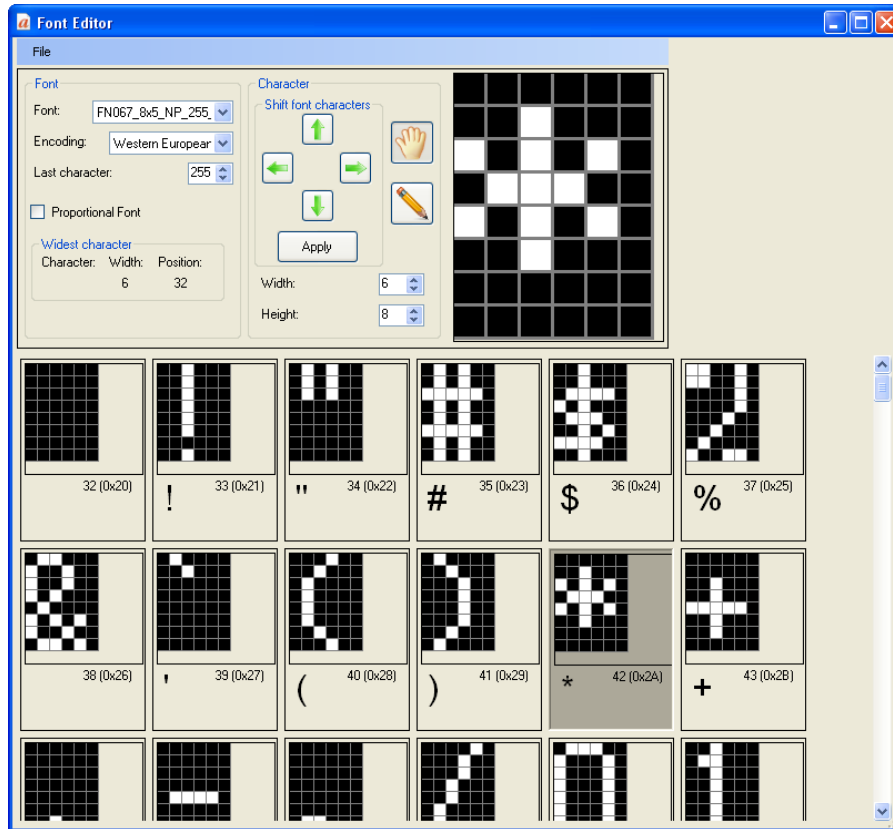 Font Editor
File
Font
Font: FN067_8x5_NP_255_
Encoding: Western European
Last character: 255
Proportional Font
Widest character
Character: Width: Position:
6 32
Character
Shift font characters
Apply
Width: 6
Height: 8
32 (0x20)
! 33 (0x21)
" 34 (0x22)
# 35 (0x23)
$ 36 (0x24)
% 37 (0x25)
38 (0x26)
' 39 (0x27)
( 40 (0x28)
) 41 (0x29)
* 42 (0x2A)
+ 43 (0x2B)